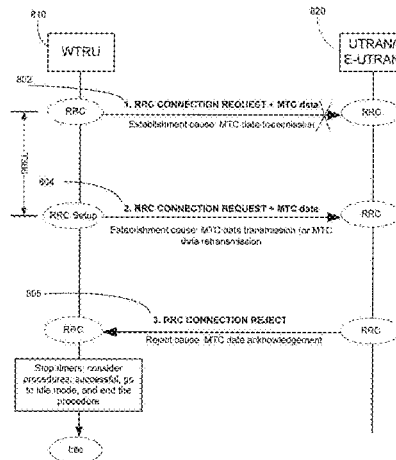 810
820
WTRU
UTRAN/
E-UTRAN
802
1. RRC CONNECTION REQUEST + MTC data
RRC
RRC
Establishment cause: MTC data transmission
804
2. RRC CONNECTION REQUEST + MTC data
RRC Setup
RRC
Establishment cause: MTC data transmission (or MTC
data retransmission
3. RRC CONNECTION REJECT
RRC
RRC
Reject cause: MTC data acknowledgement
Stop timers; consider
procedures; successful, go
to idle mode, and end the
procedure
Idle